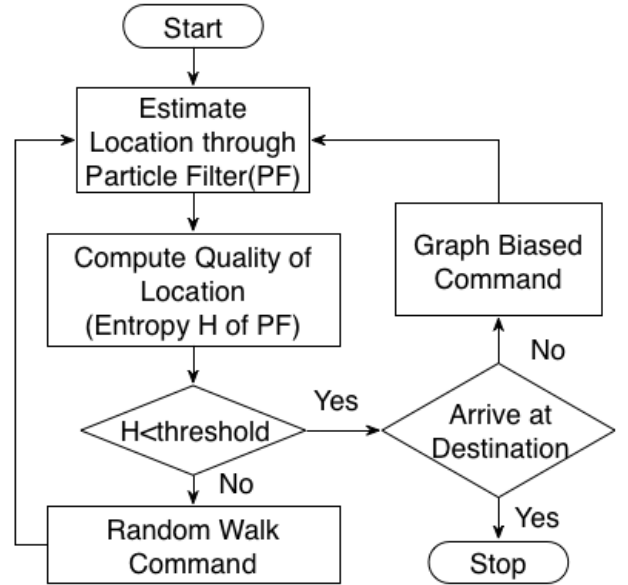 Start
Estimate
Location through
Particle Filter(PF)
Compute Quality of
Location
(Entropy H of PF)
H<threshold
Yes
No
Random Walk
Command
Graph Biased
Command
No
Arrive at
Destination
Yes
Stop